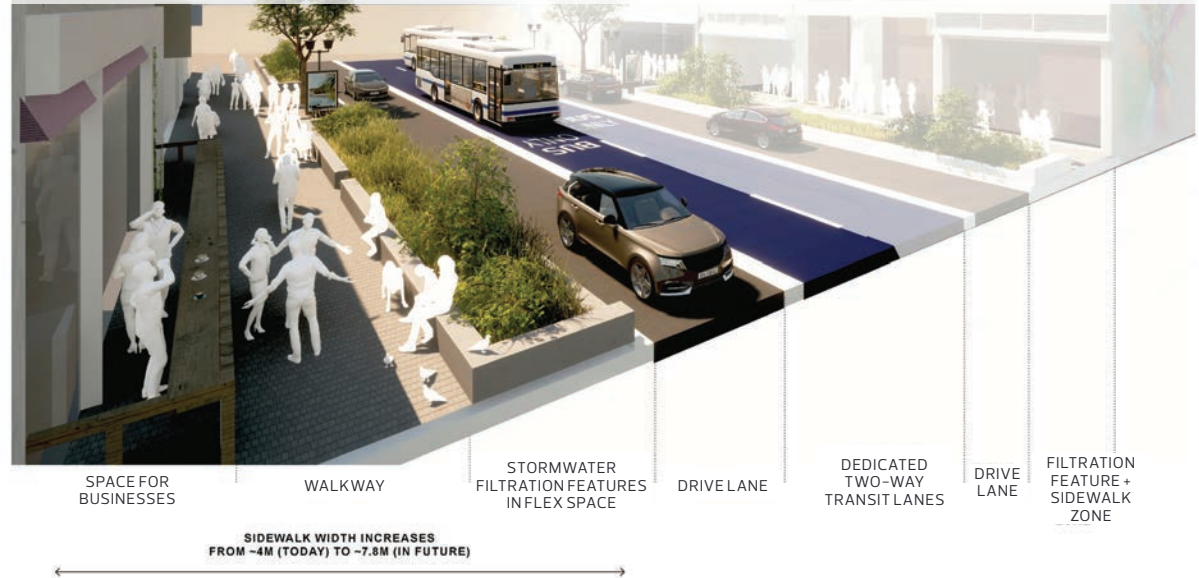 BUS
ONLY
SPACE FOR
BUSINESSES
WALKWAY
STORMWATER
FILTRATION FEATURES
IN FLEX SPACE
DRIVE LANE
DEDICATED
TWO-WAY
TRANSIT LANES
DRIVE
LANE
FILTRATION
FEATURE +
SIDEWALK
ZONE
SIDEWALK WIDTH INCREASES
FROM ~4M (TODAY) TO ~7.8M (IN FUTURE)